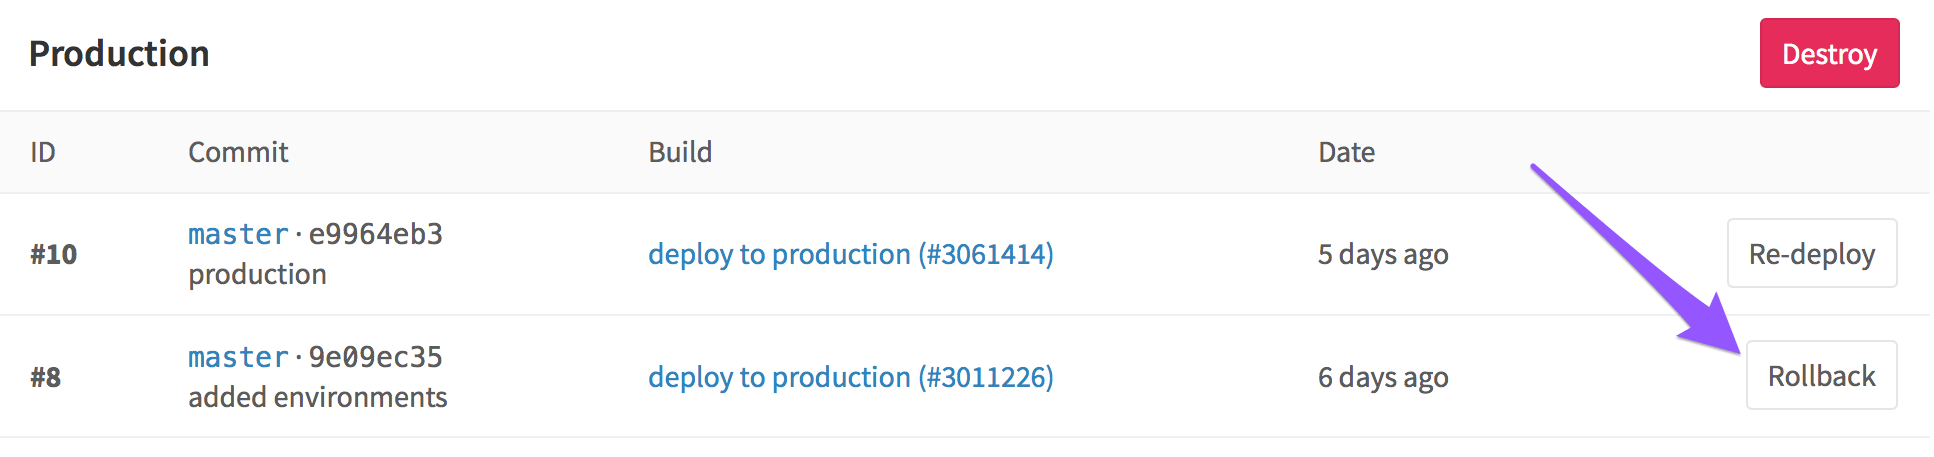 Production
Destroy
ID Commit Build Date
master · e9964eb3
#10 deploy to production (#3061414) 5 days ago Re-deploy
production
master · 9e09ec35
#8 deploy to production (#3011226) 6 days ago Rollback
added environments